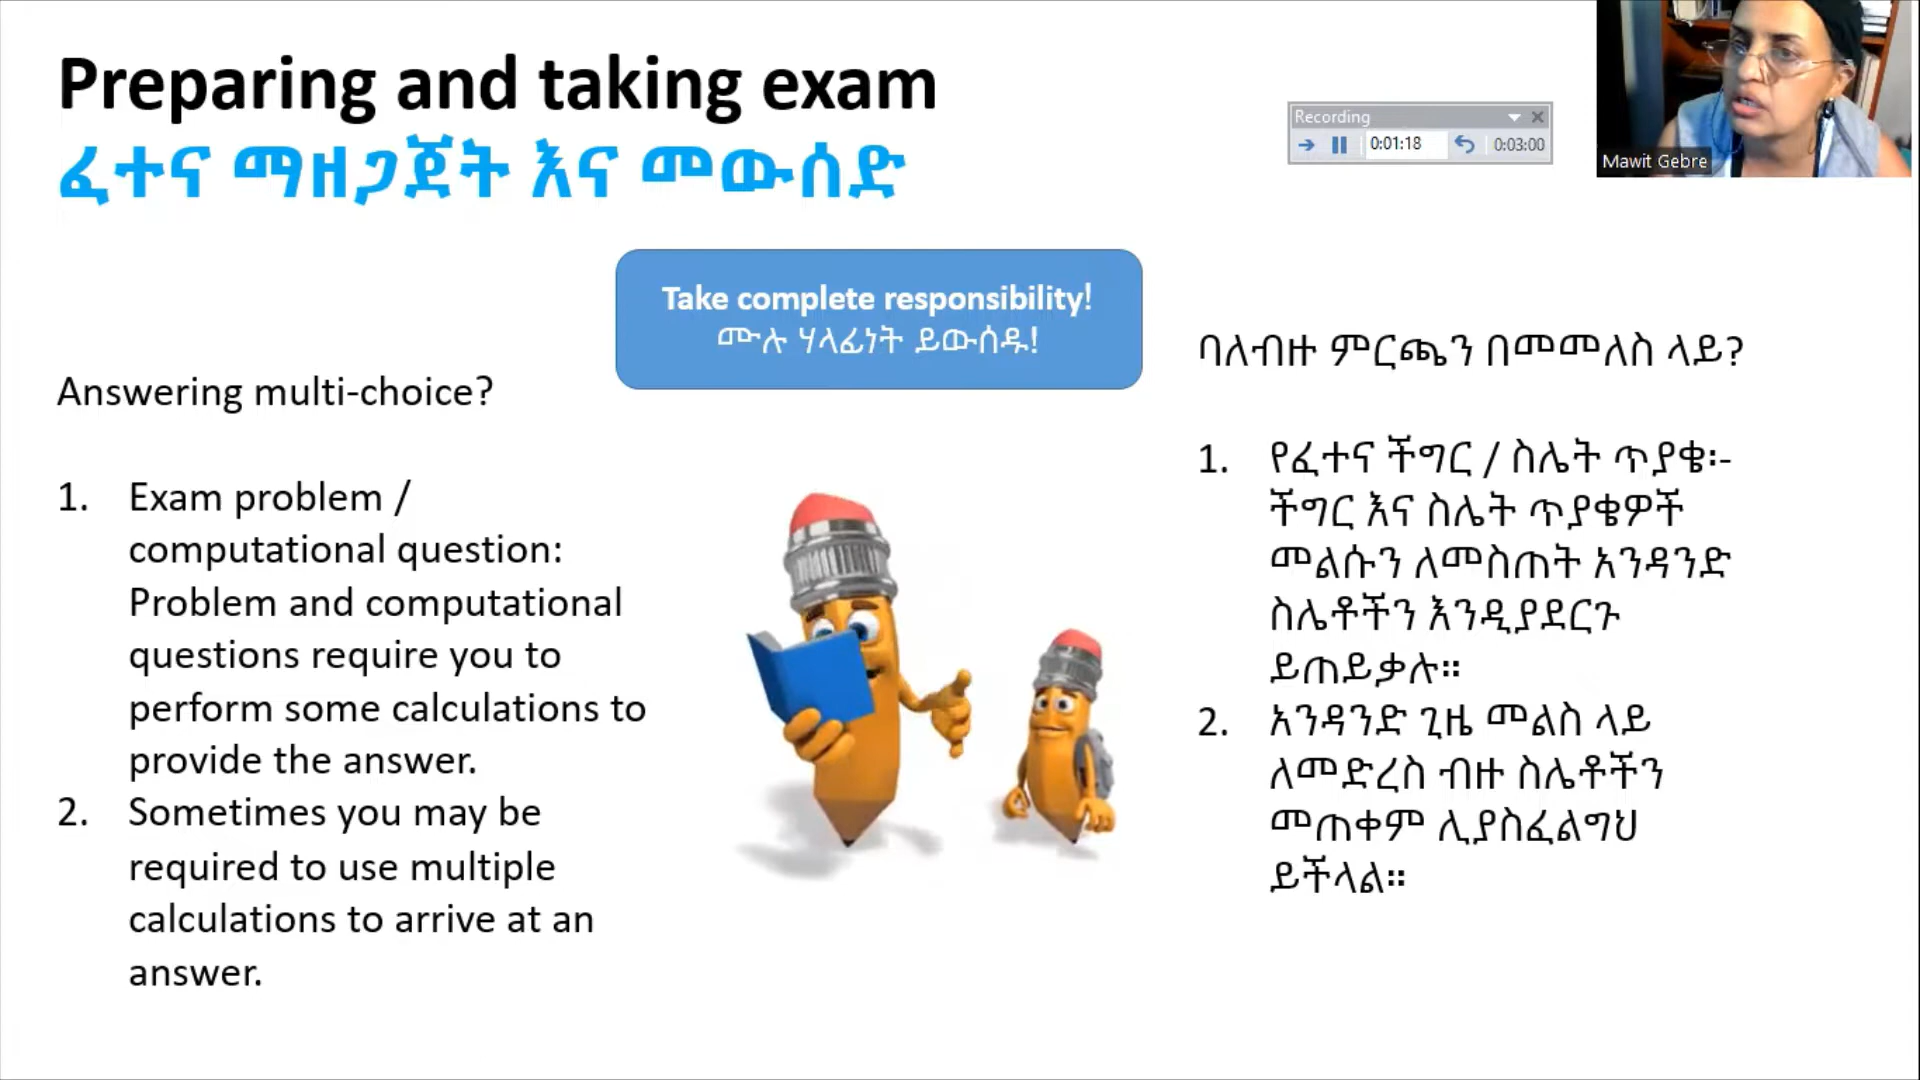 Preparing and taking exam
ፈተና ማዘጋጀት እና መውሰድ
Recording
0:01:18
0:03:00
Mawit Gebre
Take complete responsibility!
ሙሉ ሃላፊነት ይውሰዱ!
Answering multi-choice?
1. Exam problem /
computational question:
Problem and computational
questions require you to
perform some calculations to
provide the answer.
2. Sometimes you may be
required to use multiple
calculations to arrive at an
answer.
ባለብዙ ምርጫን በመመለስ ላይ?
1. የፈተና ችግር / ስሌት ጥያቄ፡-
ችግር እና ስሌት ጥያቄዎች
መልሱን ለመስጠት አንዳንድ
ስሌቶችን እንዲያደርጉ
ይጠይቃሉ።
2. አንዳንድ ጊዜ መልስ ላይ
ለመድረስ ብዙ ስሌቶችን
መጠቀም ሊያስፈልግህ
ይችላል።